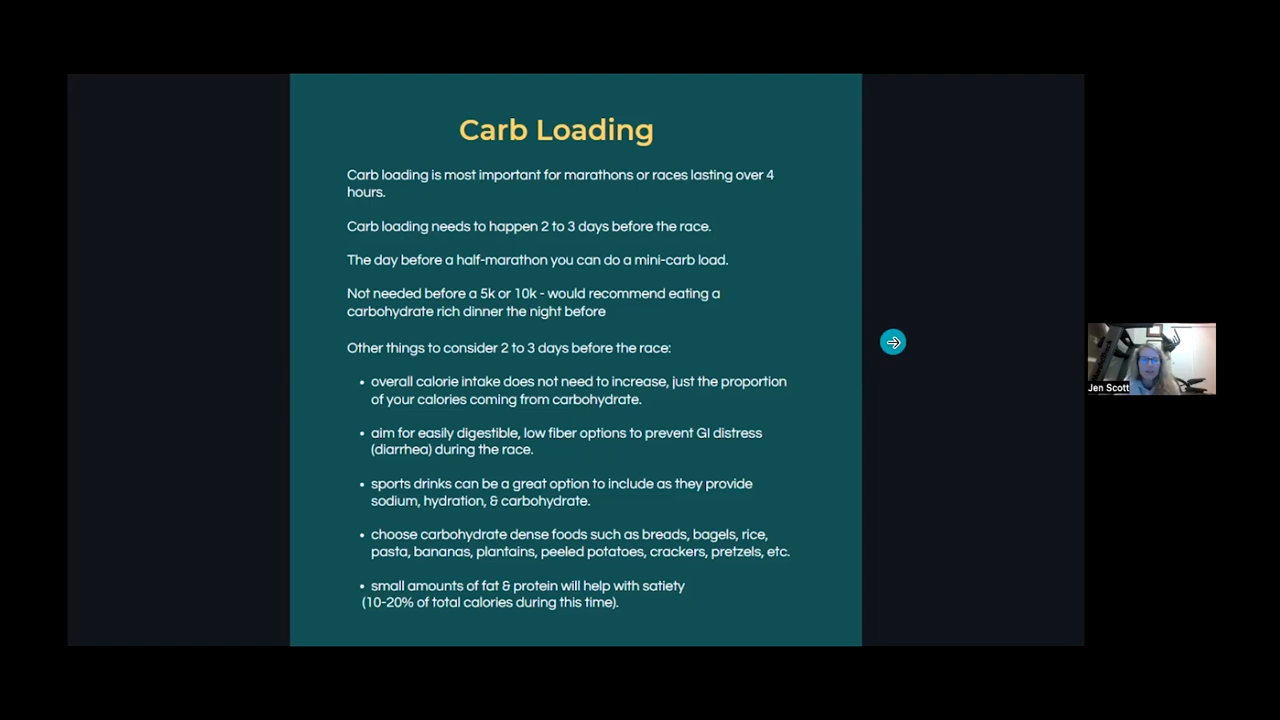 Carb Loading
Carb loading is most important for marathons or races lasting over 4
hours.
Carb loading needs to happen 2 to 3 days before the race.
The day before a half-marathon you can do a mini-carb load.
Not needed before a 5k or 10k - would recommend eating a
carbohydrate rich dinner the night before
Other things to consider 2 to 3 days before the race:
• overall calorie intake does not need to increase, just the proportion
of your calories coming from carbohydrate.
• aim for easily digestible, low fiber options to prevent GI distress
(diarrhea) during the race.
• sports drinks can be a great option to include as they provide
sodium, hydration, & carbohydrate.
• choose carbohydrate dense foods such as breads, bagels, rice,
pasta, bananas, plantains, peeled potatoes, crackers, pretzels, etc.
• small amounts of fat & protein will help with satiety
(10-20% of total calories during this time).
Jen Scott